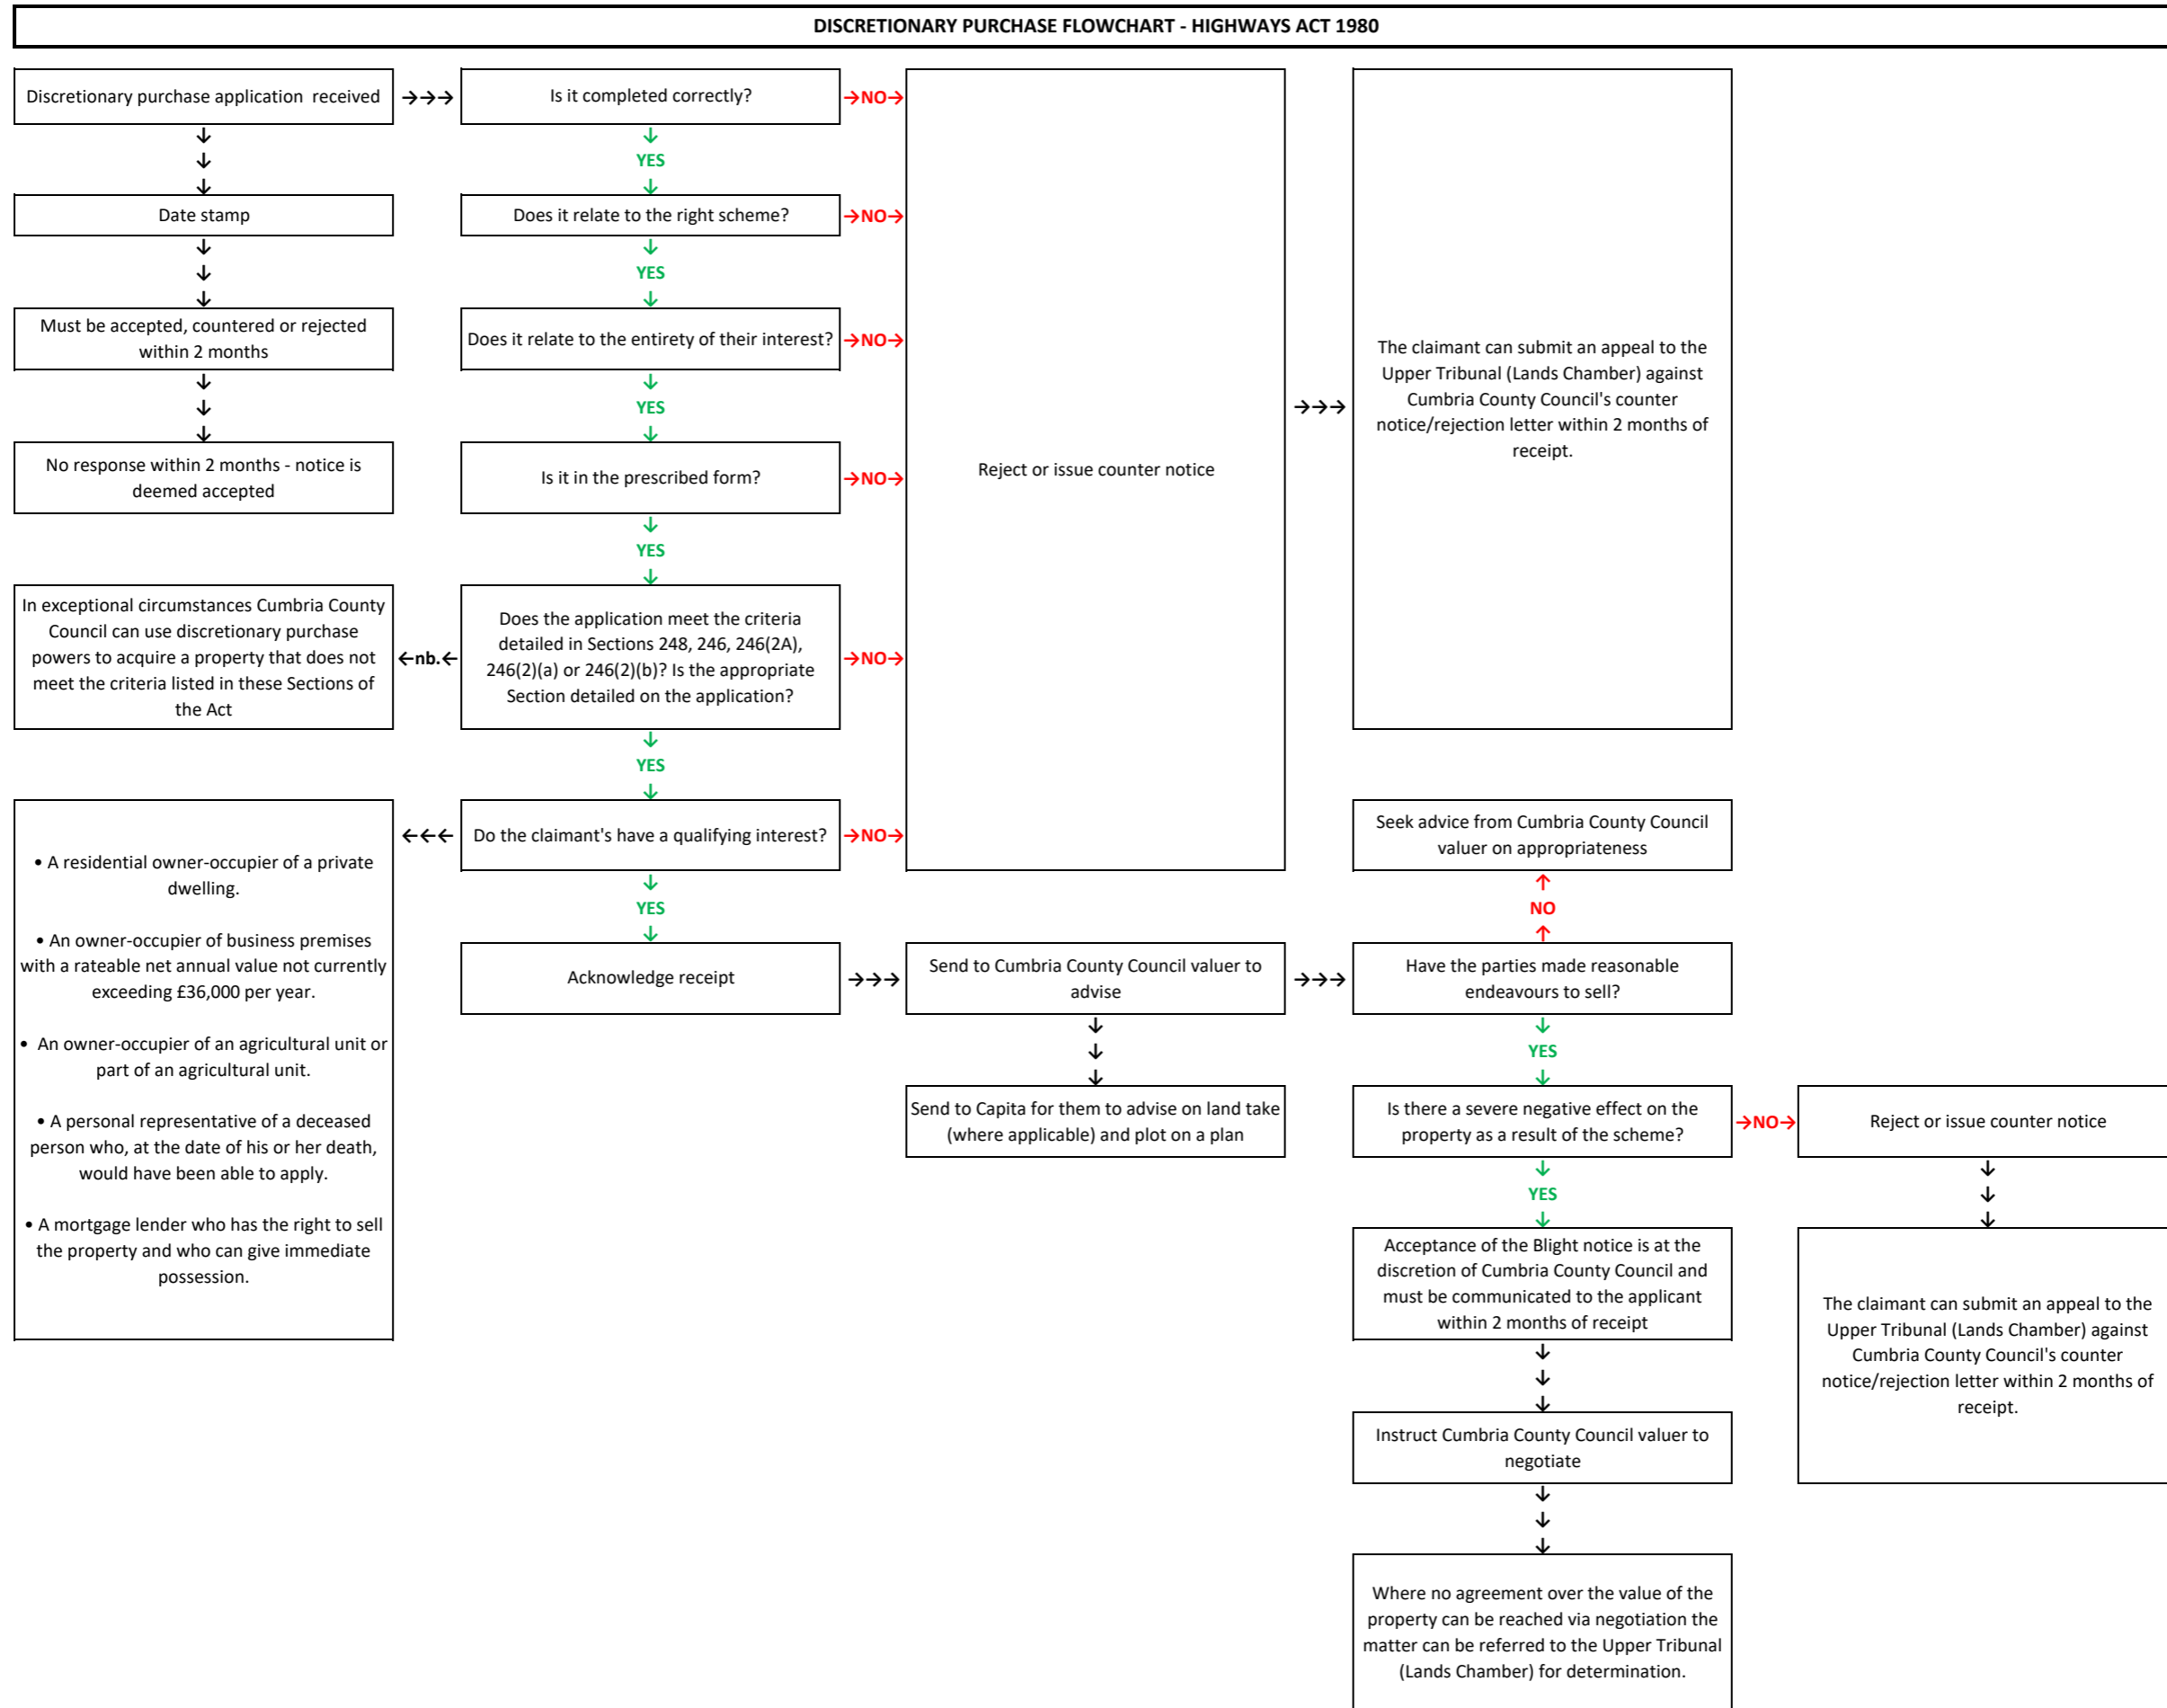 DISCRETIONARY PURCHASE FLOWCHART - HIGHWAYS ACT 1980
Discretionary purchase application received
→→→
Is it completed correctly?
→NO→
↓
↓
↓
↓
YES
↓
Date stamp
Does it relate to the right scheme?
→NO→
↓
↓
↓
↓
YES
↓
Must be accepted, countered or rejected
within 2 months
Does it relate to the entirety of their interest?
→NO→
↓
↓
↓
↓
YES
↓
No response within 2 months - notice is
deemed accepted
Is it in the prescribed form?
→NO→
↓
YES
↓
Reject or issue counter notice
→→→
The claimant can submit an appeal to the
Upper Tribunal (Lands Chamber) against
Cumbria County Council's counter
notice/rejection letter within 2 months of
receipt.
In exceptional circumstances Cumbria County
Council can use discretionary purchase
powers to acquire a property that does not
meet the criteria listed in these Sections of
the Act
←nb.←
Does the application meet the criteria
detailed in Sections 248, 246, 246(2A),
246(2)(a) or 246(2)(b)? Is the appropriate
Section detailed on the application?
→NO→
↓
YES
↓
• A residential owner-occupier of a private
dwelling.
• An owner-occupier of business premises
with a rateable net annual value not currently
exceeding £36,000 per year.
• An owner-occupier of an agricultural unit or
part of an agricultural unit.
• A personal representative of a deceased
person who, at the date of his or her death,
would have been able to apply.
• A mortgage lender who has the right to sell
the property and who can give immediate
possession.
←←←
Do the claimant's have a qualifying interest?
→NO→
↓
YES
↓
Acknowledge receipt
→→→
Send to Cumbria County Council valuer to
advise
→→→
↓
↓
↓
Send to Capita for them to advise on land take
(where applicable) and plot on a plan
Seek advice from Cumbria County Council
valuer on appropriateness
↑
NO
↑
Have the parties made reasonable
endeavours to sell?
↓
YES
↓
Is there a severe negative effect on the
property as a result of the scheme?
→NO→
Reject or issue counter notice
↓
↓
↓
The claimant can submit an appeal to the
Upper Tribunal (Lands Chamber) against
Cumbria County Council's counter
notice/rejection letter within 2 months of
receipt.
↓
YES
↓
Acceptance of the Blight notice is at the
discretion of Cumbria County Council and
must be communicated to the applicant
within 2 months of receipt
↓
↓
↓
Instruct Cumbria County Council valuer to
negotiate
↓
↓
↓
Where no agreement over the value of the
property can be reached via negotiation the
matter can be referred to the Upper Tribunal
(Lands Chamber) for determination.